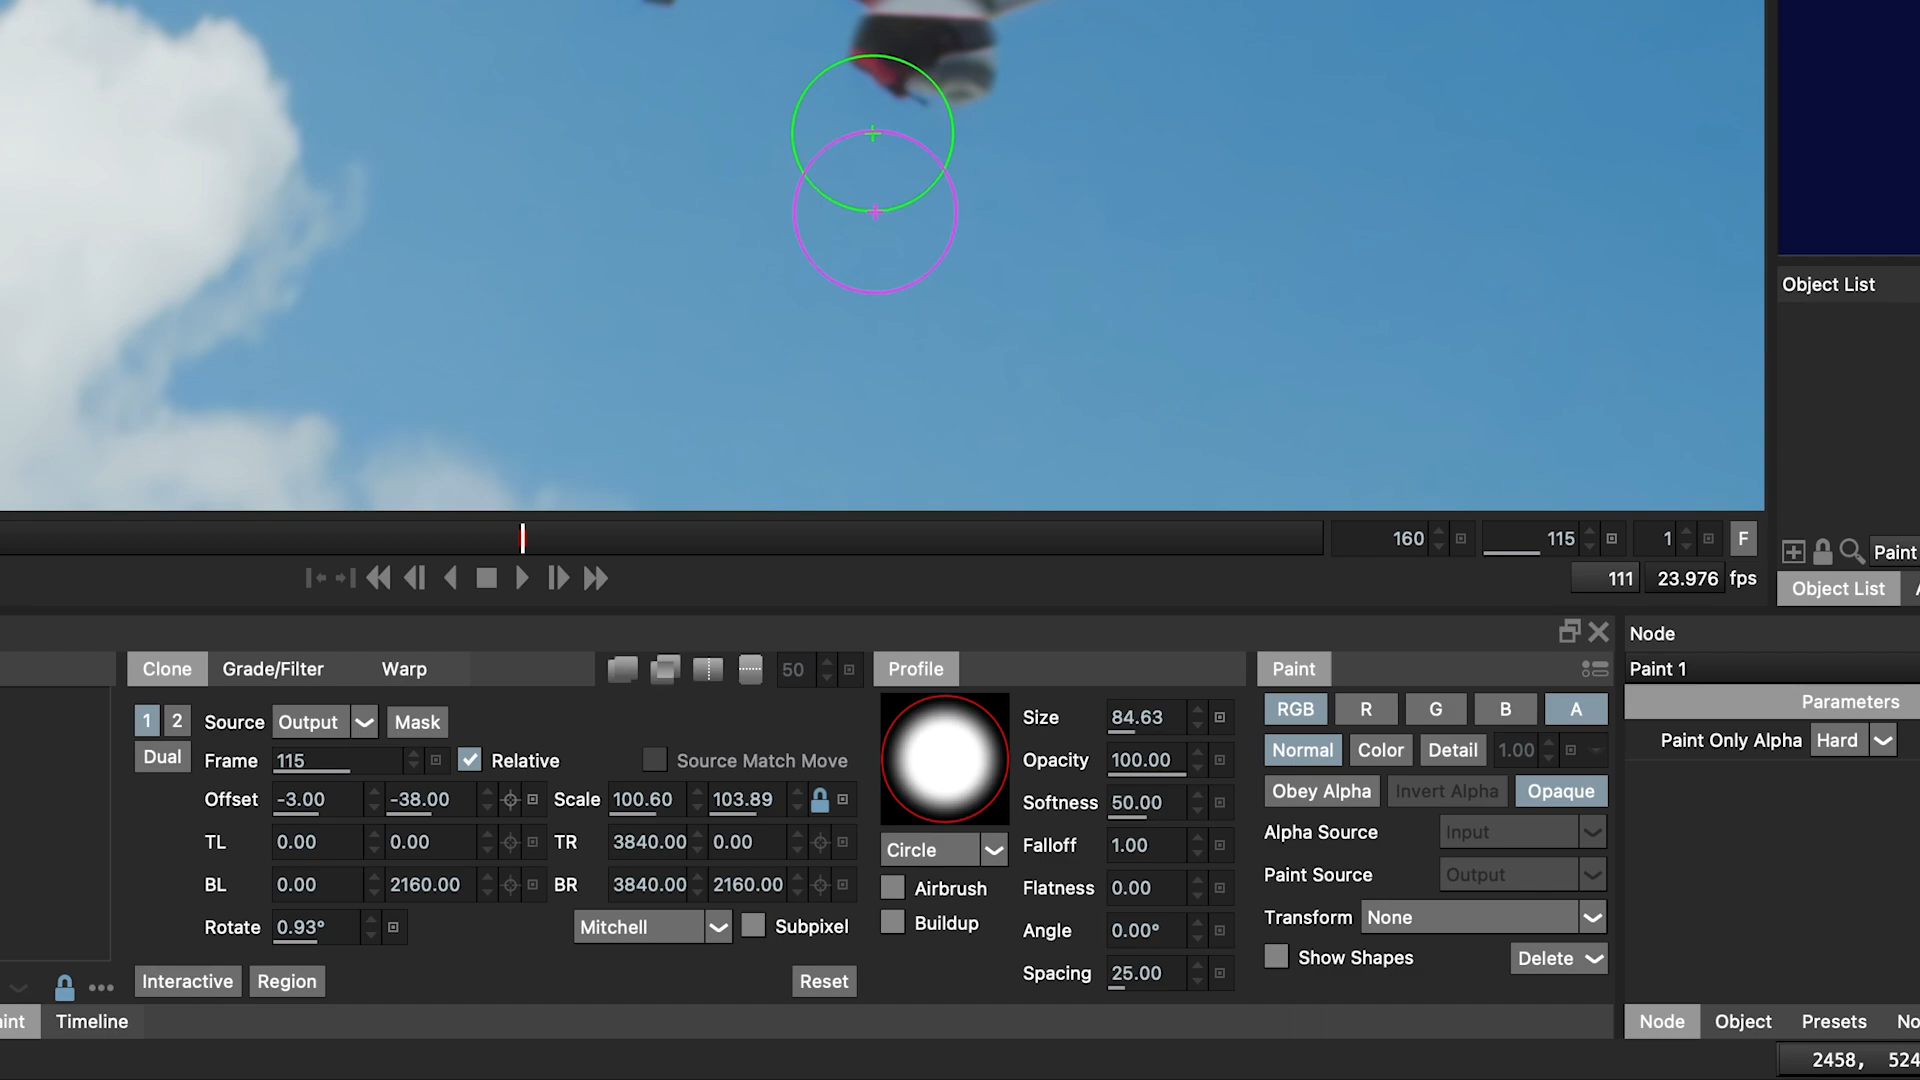 Object List
160 115 1 F
Paint
111 23.976 fps
Object List
Node
Clone Grade/Filter Warp 50 Profile Paint
Paint 1
Parameters
1 2 Source Output Mask Size 84.63 RGB R G B A
Paint Only Alpha Hard
Dual Frame 115 Relative Source Match Move Opacity 100.00 Normal Color Detail 1.00
Offset -3.00 -38.00 Scale 100.60 103.89 Softness 50.00 Obey Alpha Invert Alpha Opaque
TL 0.00 0.00 TR 3840.00 0.00 Circle Falloff 1.00 Alpha Source Input
BL 0.00 2160.00 BR 3840.00 2160.00 Airbrush Flatness 0.00 Paint Source Output
Rotate 0.93° Mitchell Subpixel Buildup Angle 0.00° Transform None
Show Shapes Delete
Interactive Region Reset Spacing 25.00
Timeline Node Object Presets
2458, 524